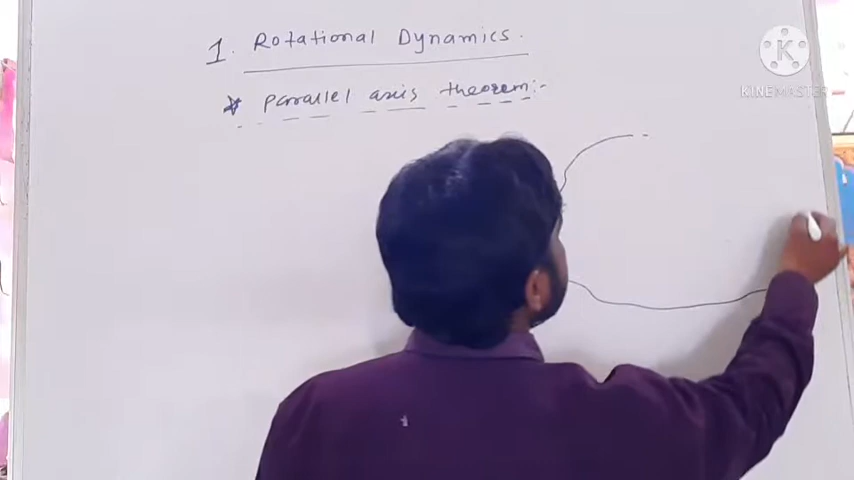 1. Rotational Dynamics.
* Parallel axis theorem:-
K
KINEMASTER